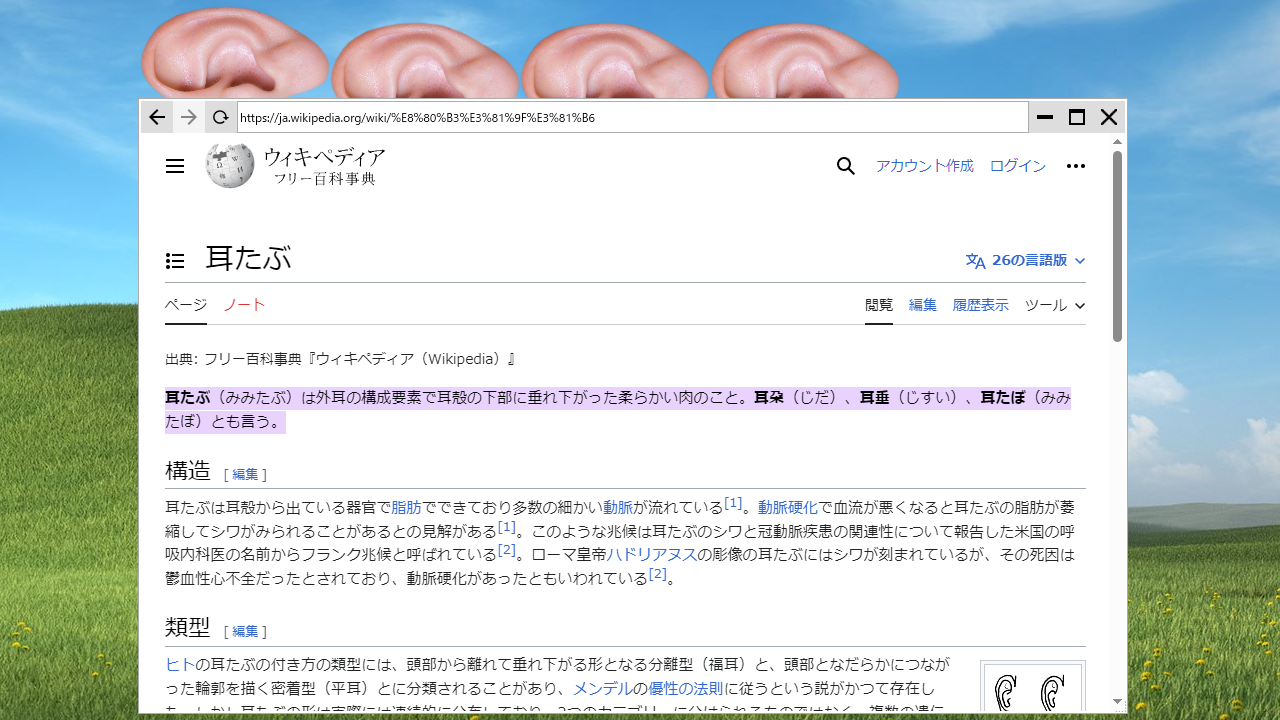 https://ja.wikipedia.org/wiki/%E8%80%B3%E3%81%9F%E3%81%B6
ウィキペディア
フリー百科事典
アカウント作成 ログイン
耳たぶ
26の言語版
ページ ノート 閲覧 編集 履歴表示 ツール
出典: フリー百科事典『ウィキペディア（Wikipedia）』
耳たぶ（みみたぶ）は外耳の構成要素で耳殻の下部に垂れ下がった柔らかい肉のこと。耳朶（じだ）、耳垂（じすい）、耳たぼ（みみ
たぼ）とも言う。
構造 [ 編集 ]
耳たぶは耳殻から出ている器官で脂肪でできており多数の細かい動脈が流れている[1]。動脈硬化で血流が悪くなると耳たぶの脂肪が萎
縮してシワがみられることがあるとの見解がある[1]。このような兆候は耳たぶのシワと冠動脈疾患の関連性について報告した米国の呼
吸内科医の名前からフランク兆候と呼ばれている[2]。ローマ皇帝ハドリアヌスの彫像の耳たぶにはシワが刻まれているが、その死因は
鬱血性心不全だったとされており、動脈硬化があったともいわれている[2]。
類型 [ 編集 ]
ヒトの耳たぶの付き方の類型には、頭部から離れて垂れ下がる形となる分離型（福耳）と、頭部となだらかにつなが
った輪郭を描く密着型（平耳）とに分類されることがあり、メンデルの優性の法則に従うという説がかつて存在し